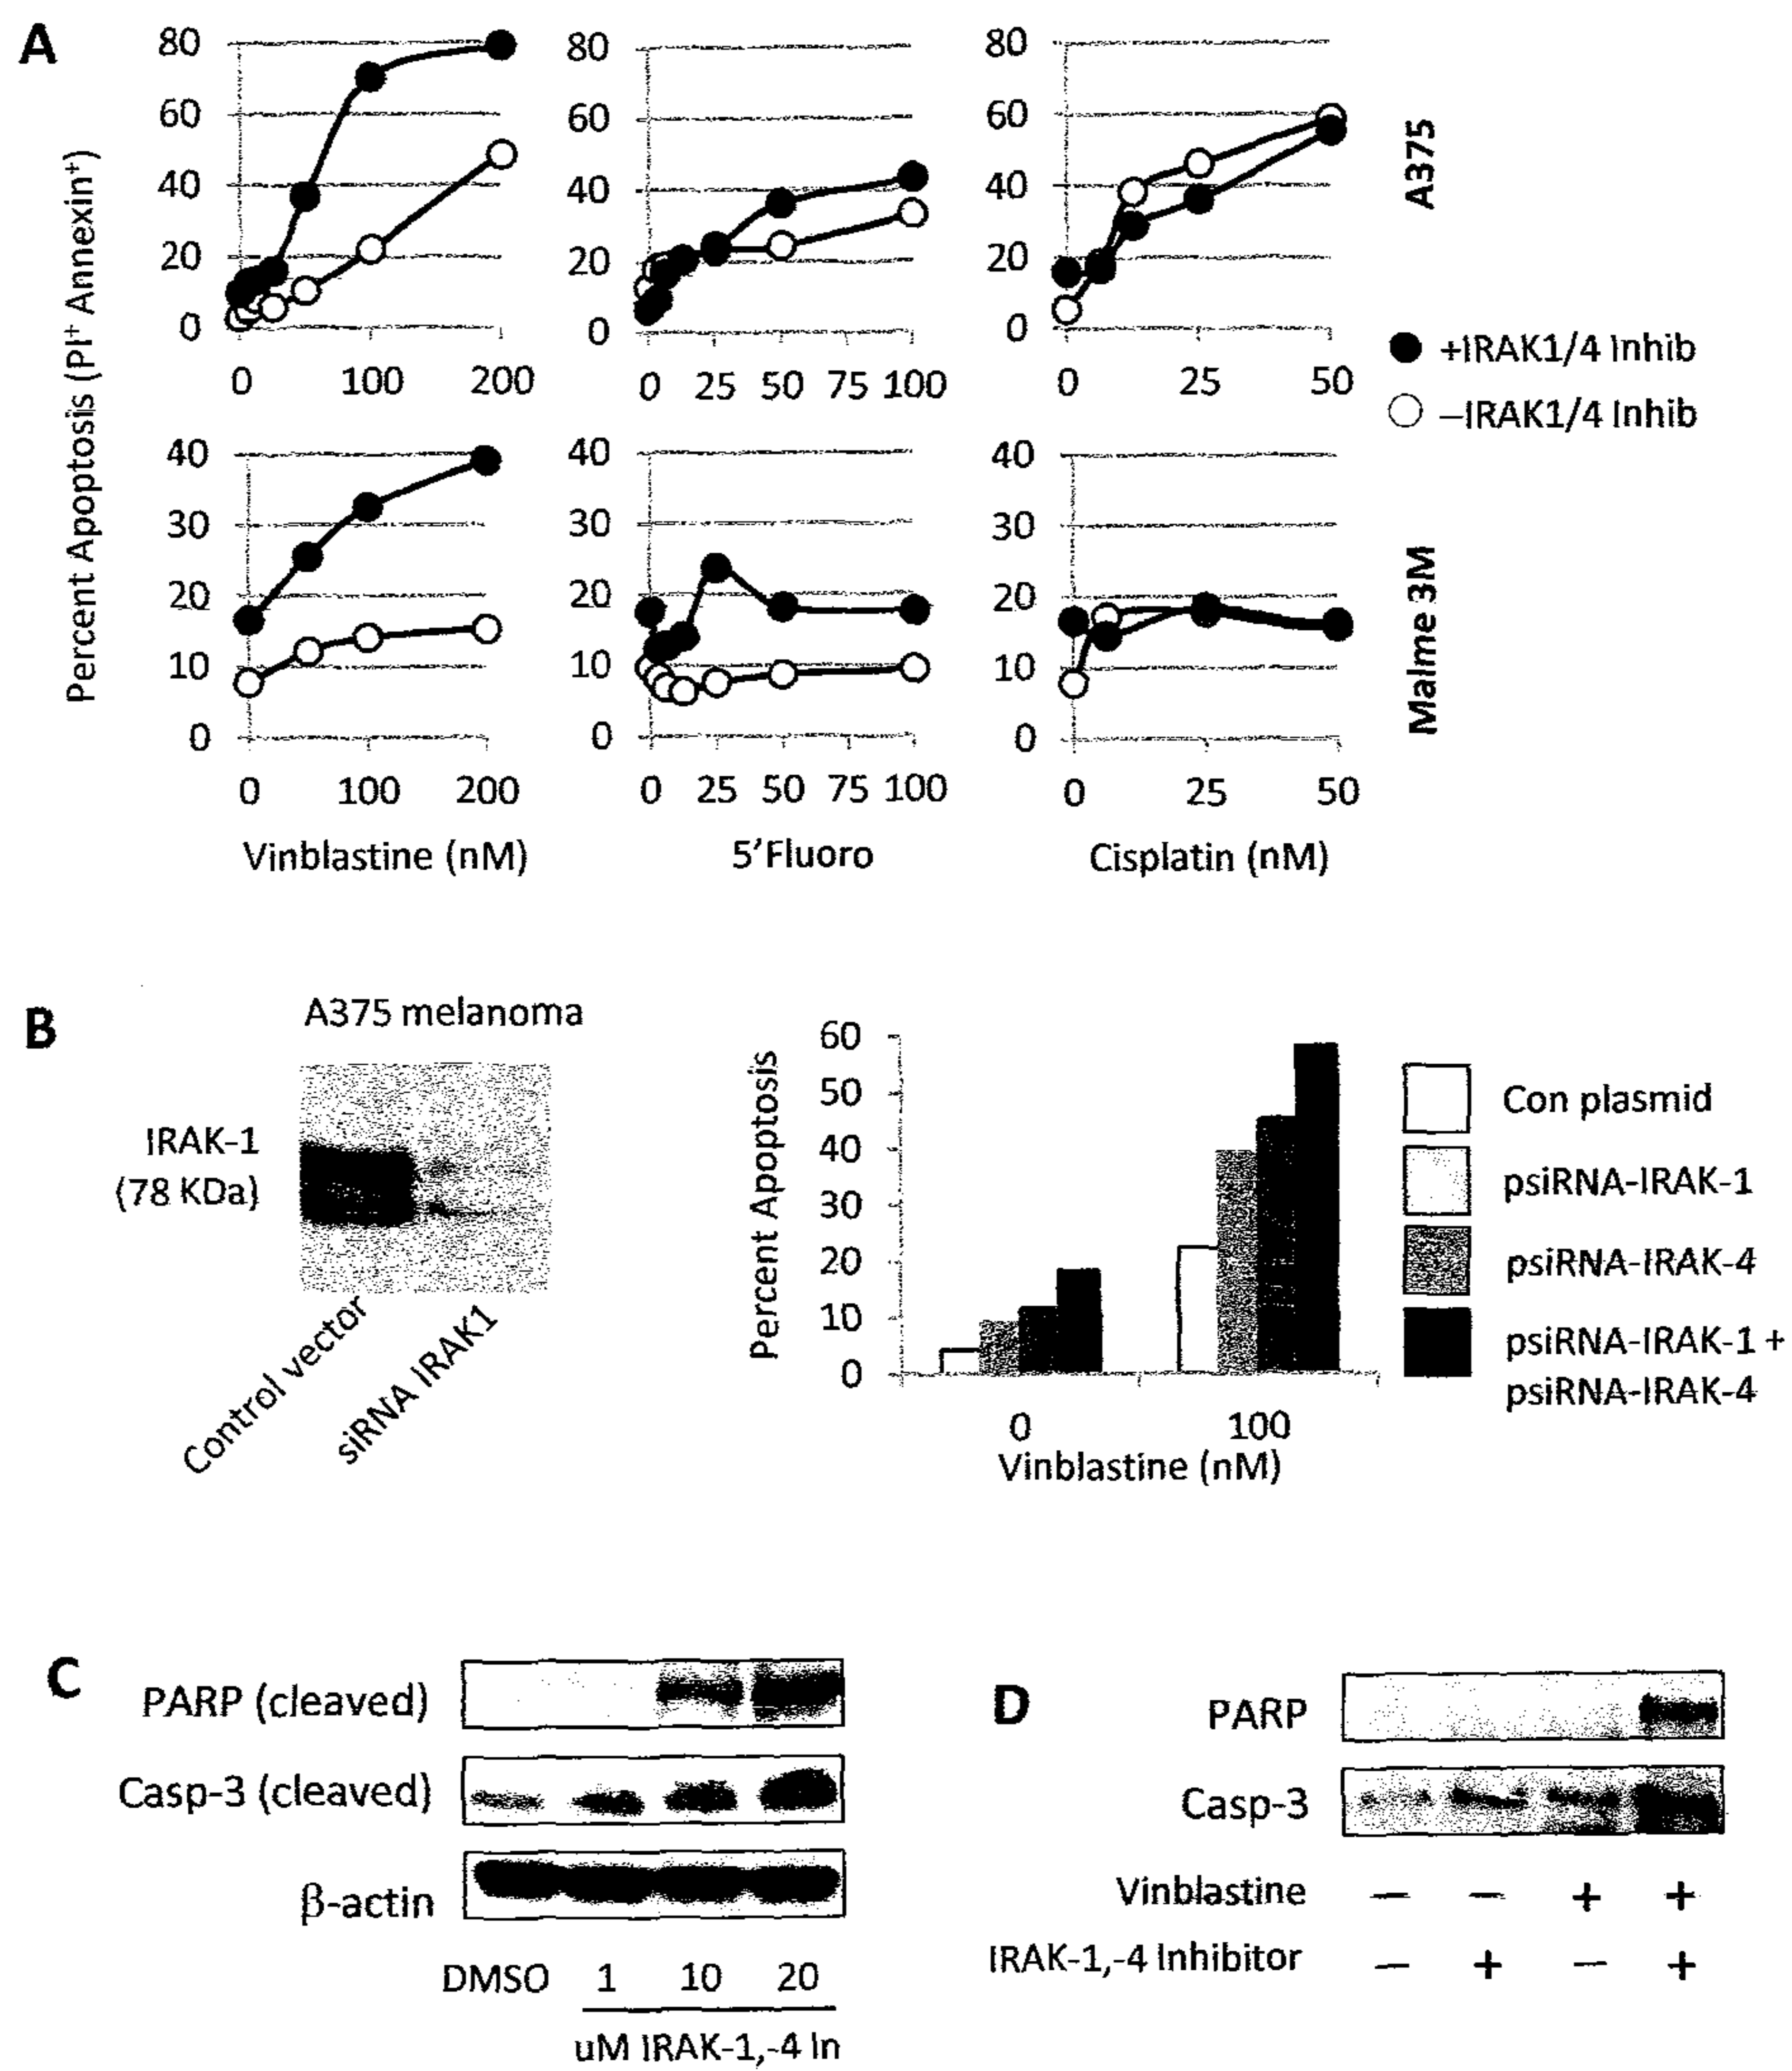 A
Percent Apoptosis (PI⁺ Annexin⁺)
80
60
40
20
0
0 100 200
80
60
40
20
0
0 25 50 75 100
80
60
40
20
0
0 25 50
A375
+IRAK1/4 Inhib
–IRAK1/4 Inhib
40
30
20
10
0
0 100 200
Vinblastine (nM)
40
30
20
10
0
0 25 50 75 100
5'Fluoro
40
30
20
10
0
0 25 50
Cisplatin (nM)
Malme 3M
B
A375 melanoma
IRAK-1
(78 KDa)
Control vector
siRNA IRAK1
Percent Apoptosis
60
50
40
30
20
10
0
0 100
Vinblastine (nM)
Con plasmid
psiRNA-IRAK-1
psiRNA-IRAK-4
psiRNA-IRAK-1 +
psiRNA-IRAK-4
C
PARP (cleaved)
Casp-3 (cleaved)
β-actin
DMSO 1 10 20
uM IRAK-1,-4 In
D
PARP
Casp-3
Vinblastine – – + +
IRAK-1,-4 Inhibitor – + – +